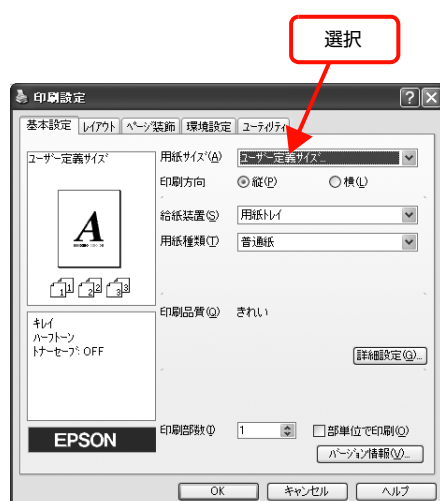 選択
印刷設定
基本設定 レイアウト ページ装飾 環境設定 ユーティリティ
ユーザー定義サイズ
用紙サイズ(A) ユーザー定義サイズ...
印刷方向 縦(P) 横(L)
給紙装置(S) 用紙トレイ
用紙種類(T) 普通紙
A
1 1 2 2 3 3
印刷品質(Q) きれい
キレイ
ハーフトーン
トナーセーブ: OFF
詳細設定(G)...
EPSON
印刷部数(I) 1 部単位で印刷(O)
バージョン情報(V)...
OK キャンセル ヘルプ